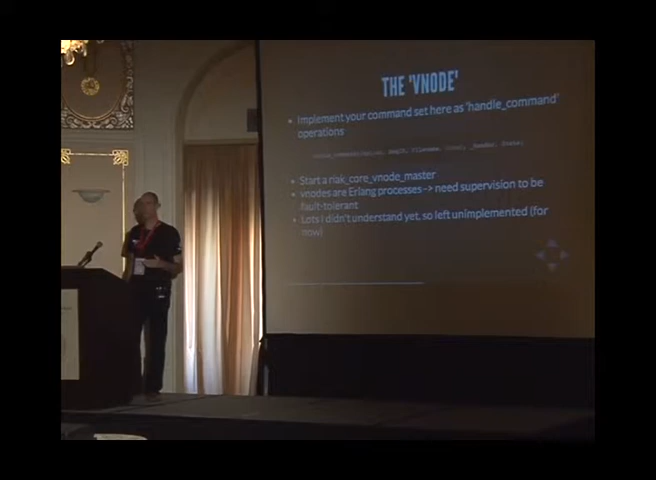 THE 'VNODE'
Implement your command set here as 'handle_command'
operations
Start a riak_core_vnode_master
vnodes are Erlang processes -> need supervision to be
fault-tolerant
Lots I didn't understand yet, so left unimplemented (for
now)